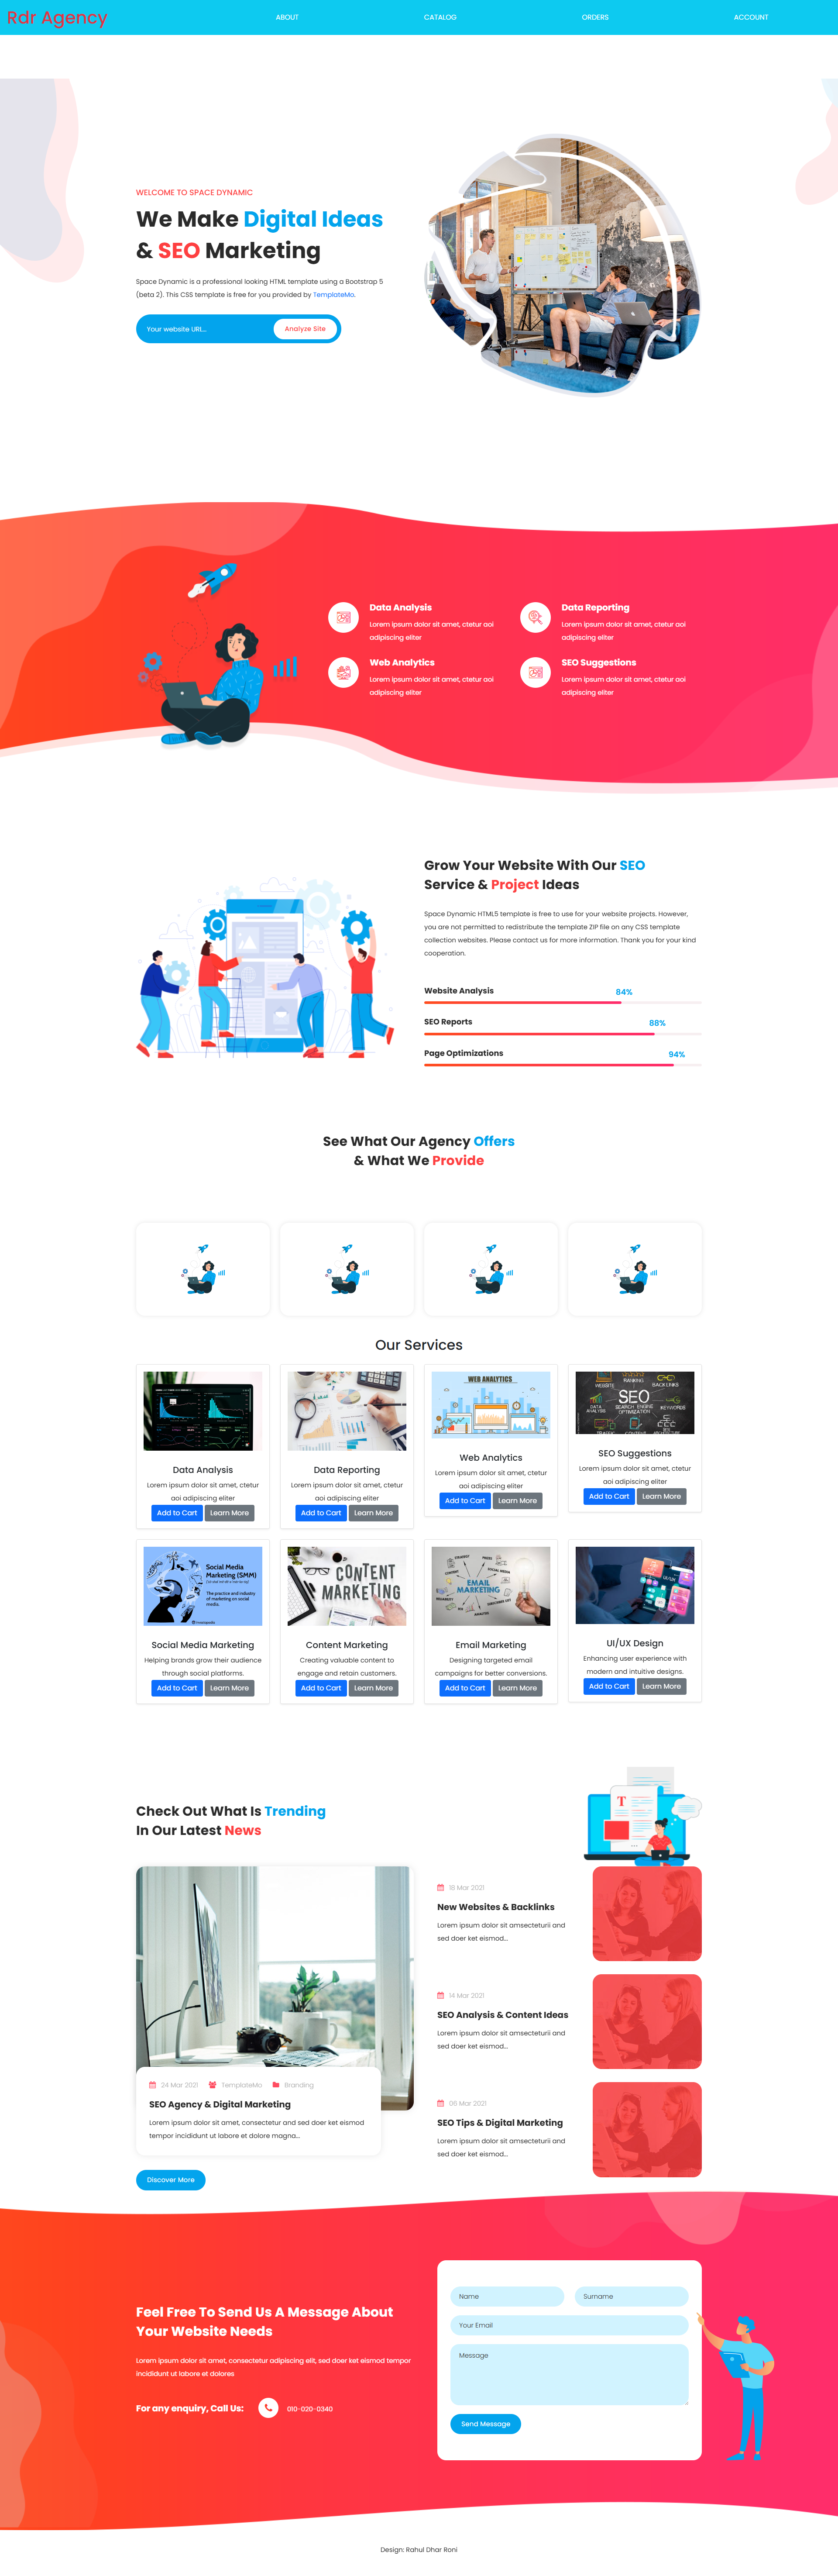 Rdr Agency
ABOUT
CATALOG
ORDERS
ACCOUNT
WELCOME TO SPACE DYNAMIC
We Make Digital Ideas
& SEO Marketing
Space Dynamic is a professional looking HTML template using a Bootstrap 5
(beta 2). This CSS template is free for you provided by TemplateMo.
Your website URL...
Analyze Site
Data Analysis
Lorem ipsum dolor sit amet, ctetur aoi
adipiscing eliter
Data Reporting
Lorem ipsum dolor sit amet, ctetur aoi
adipiscing eliter
Web Analytics
Lorem ipsum dolor sit amet, ctetur aoi
adipiscing eliter
SEO Suggestions
Lorem ipsum dolor sit amet, ctetur aoi
adipiscing eliter
Grow Your Website With Our SEO
Service & Project Ideas
Space Dynamic HTML5 template is free to use for your website projects. However,
you are not permitted to redistribute the template ZIP file on any CSS template
collection websites. Please contact us for more information. Thank you for your kind
cooperation.
Website Analysis
84%
SEO Reports
88%
Page Optimizations
94%
See What Our Agency Offers
& What We Provide
Our Services
Data Analysis
Lorem ipsum dolor sit amet, ctetur
aoi adipiscing eliter
Add to Cart
Learn More
Data Reporting
Lorem ipsum dolor sit amet, ctetur
aoi adipiscing eliter
Add to Cart
Learn More
WEB ANALYTICS
Web Analytics
Lorem ipsum dolor sit amet, ctetur
aoi adipiscing eliter
Add to Cart
Learn More
WEBSITE
RANKING
BACKLINKS
DATA
ANALYSIS
SEO
SEARCH ENGINE
OPTIMIZATION
KEYWORDS
TRAFFIC
CONTENT
SEO Suggestions
Lorem ipsum dolor sit amet, ctetur
aoi adipiscing eliter
Add to Cart
Learn More
Social Media
Marketing (SMM)
The practice and industry
of marketing on social
media.
Social Media Marketing
Helping brands grow their audience
through social platforms.
Add to Cart
Learn More
CONTENT
MARKETING
Content Marketing
Creating valuable content to
engage and retain customers.
Add to Cart
Learn More
EMAIL
MARKETING
Email Marketing
Designing targeted email
campaigns for better conversions.
Add to Cart
Learn More
UI/UX
UI/UX Design
Enhancing user experience with
modern and intuitive designs.
Add to Cart
Learn More
Check Out What Is Trending
In Our Latest News
T
24 Mar 2021
TemplateMo
Branding
SEO Agency & Digital Marketing
Lorem ipsum dolor sit amet, consectetur and sed doer ket eismod
tempor incididunt ut labore et dolore magna...
Discover More
18 Mar 2021
New Websites & Backlinks
Lorem ipsum dolor sit amsecteturii and
sed doer ket eismod...
14 Mar 2021
SEO Analysis & Content Ideas
Lorem ipsum dolor sit amsecteturii and
sed doer ket eismod...
06 Mar 2021
SEO Tips & Digital Marketing
Lorem ipsum dolor sit amsecteturii and
sed doer ket eismod...
Feel Free To Send Us A Message About
Your Website Needs
Lorem ipsum dolor sit amet, consectetur adipiscing elit, sed doer ket eismod tempor
incididunt ut labore et dolores
For any enquiry, Call Us:
010-020-0340
Name
Surname
Your Email
Message
Send Message
Design: Rahul Dhar Roni